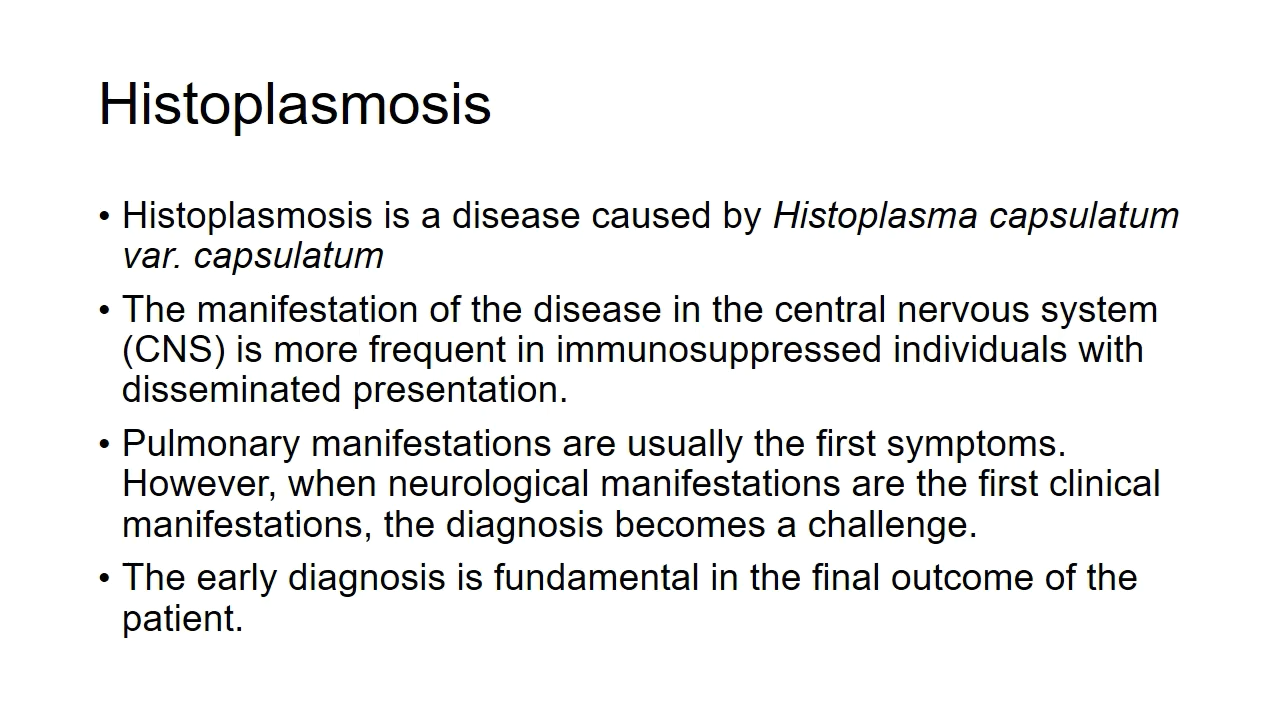 Histoplasmosis
• Histoplasmosis is a disease caused by Histoplasma capsulatum
var. capsulatum
• The manifestation of the disease in the central nervous system
(CNS) is more frequent in immunosuppressed individuals with
disseminated presentation.
• Pulmonary manifestations are usually the first symptoms.
However, when neurological manifestations are the first clinical
manifestations, the diagnosis becomes a challenge.
• The early diagnosis is fundamental in the final outcome of the
patient.